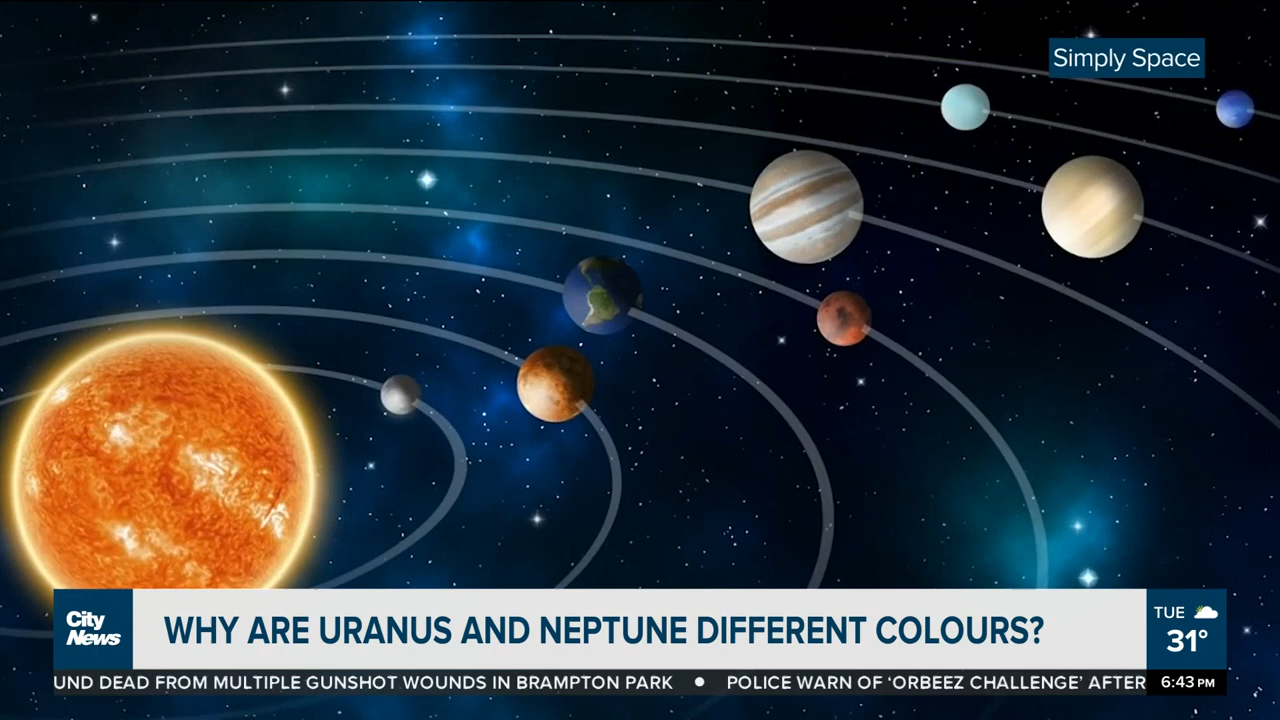 Simply Space
City
News
WHY ARE URANUS AND NEPTUNE DIFFERENT COLOURS?
TUE
31°
UND DEAD FROM MULTIPLE GUNSHOT WOUNDS IN BRAMPTON PARK ● POLICE WARN OF ‘ORBEEZ CHALLENGE’ AFTER
6:43 PM